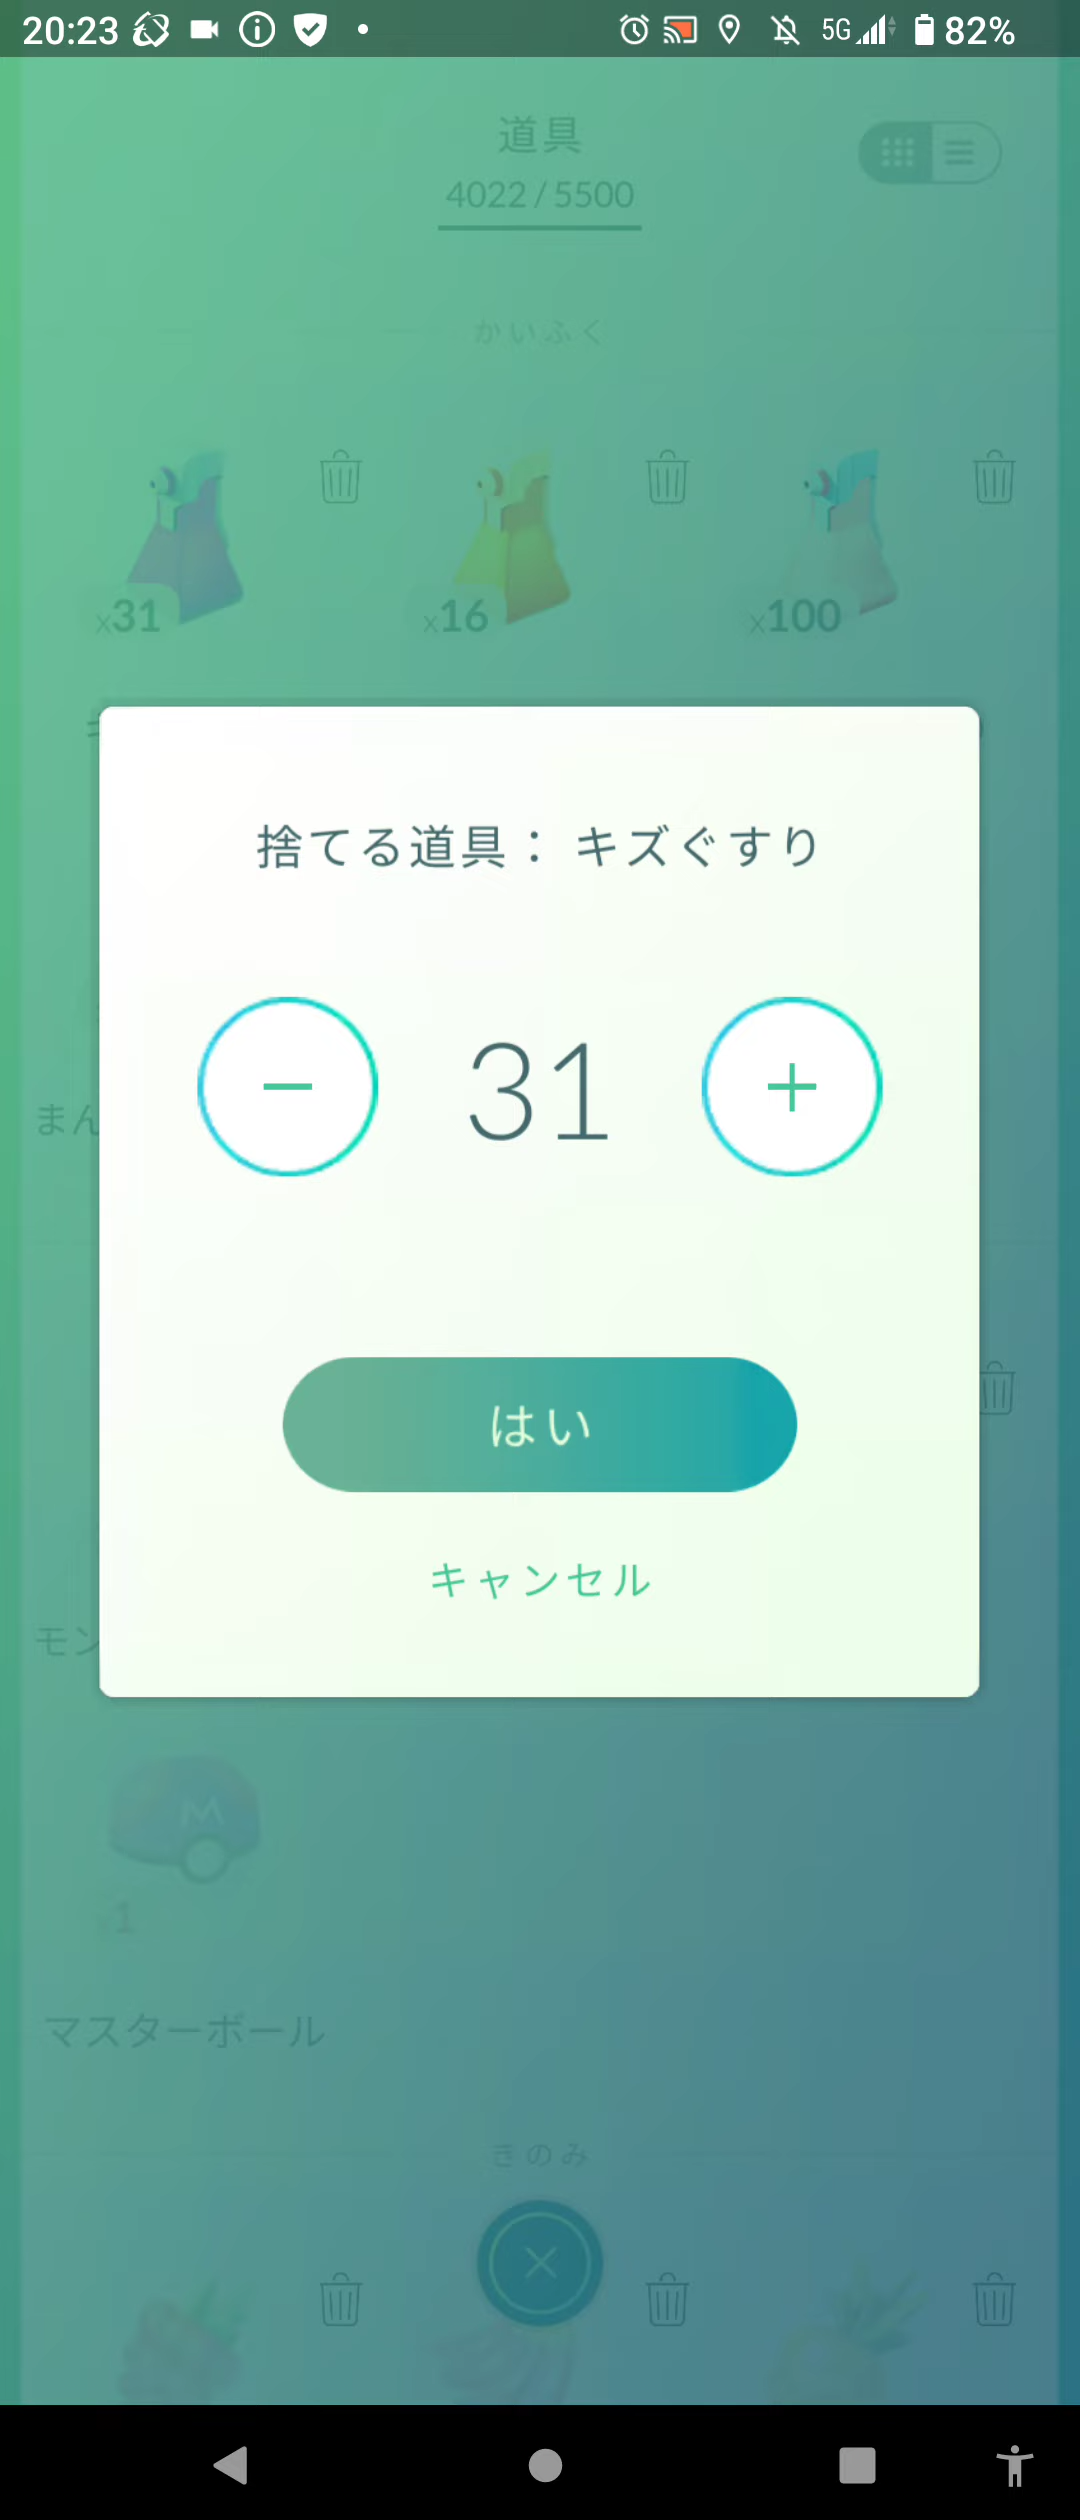 20:23
5G
82%
道具
4022 / 5500
かいふく
x31
x16
x100
捨てる道具： キズぐすり
31
まん
はい
キャンセル
モン
M
x1
マスターボール
きのみ